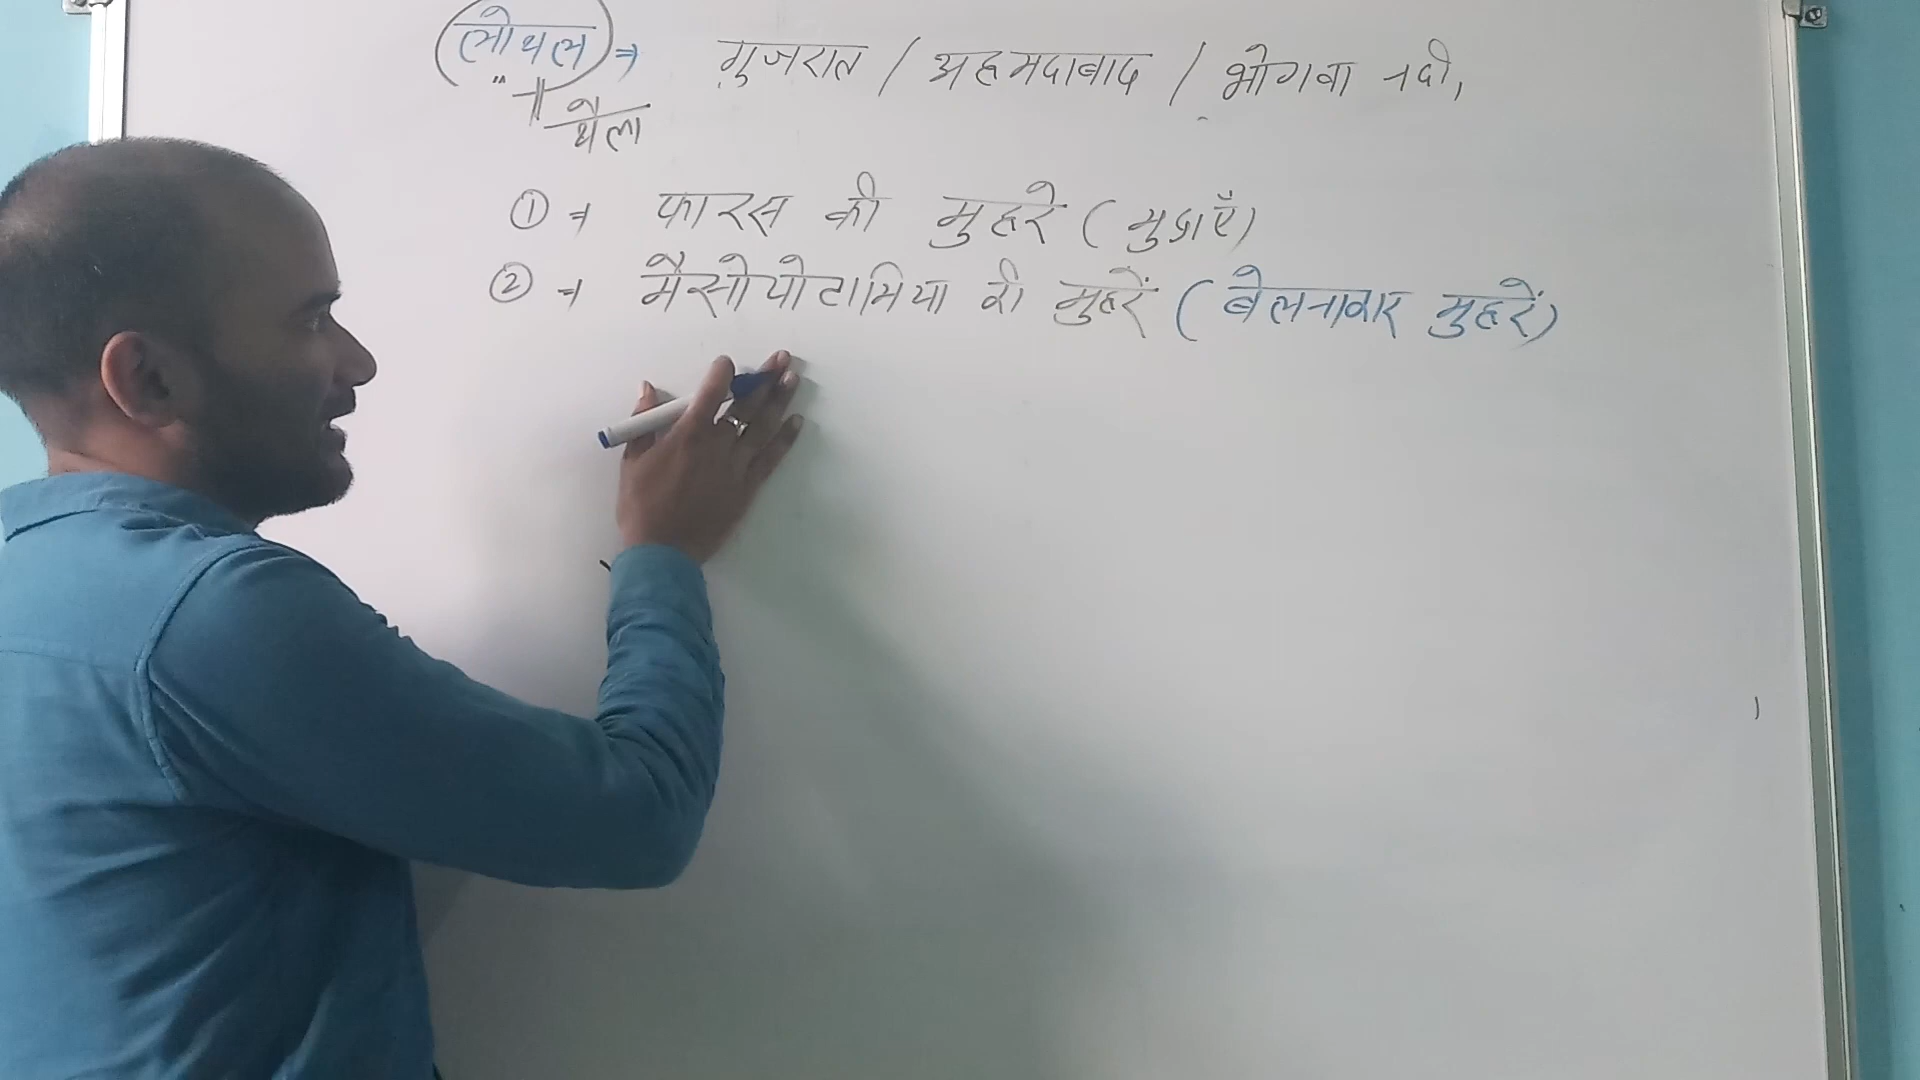 लोथल ⇒ गुजरात / अहमदाबाद / भोगवा नदी,
थैला
① ⇒ फारस की मुहरे (मुद्राएँ)
② ⇒ मैसोपोटामिया की मुहरें (बेलनाकार मुहरें)